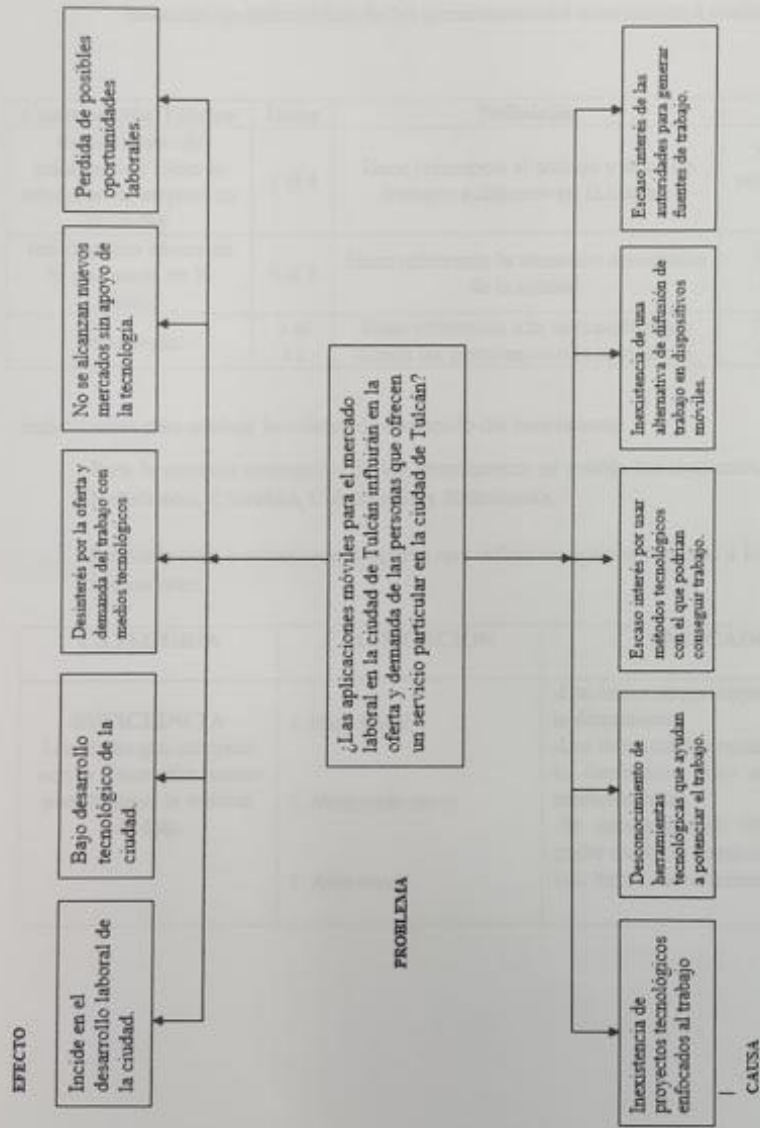 EFECTO
Incide en el
desarrollo laboral de
la ciudad.
Bajo desarrollo
tecnológico de la
ciudad.
Desinterés por la oferta y
demanda del trabajo con
medios tecnológicos
No se alcanzan nuevos
mercados sin apoyo de
la tecnología.
Perdida de posibles
oportunidades
laborales.
PROBLEMA
¿Las aplicaciones móviles para el mercado
laboral en la ciudad de Tulcán influirán en la
oferta y demanda de las personas que ofrecen
un servicio particular en la ciudad de Tulcán?
Inexistencia de
proyectos tecnológicos
enfocados al trabajo
Desconocimiento de
herramientas
tecnológicas que ayudan
a potenciar el trabajo.
Escaso interés por usar
métodos tecnológicos
con el que podrían
conseguir trabajo.
Inexistencia de una
alternativa de difusión de
trabajo en dispositivos
móviles.
Escaso interés de las
autoridades para generar
fuentes de trabajo.
CAUSA